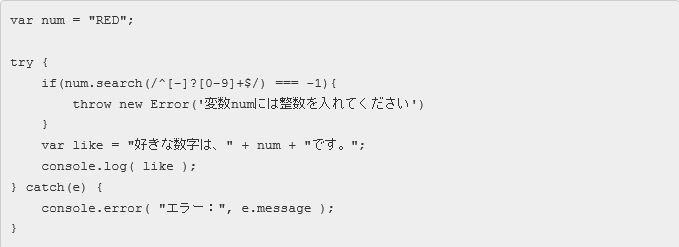 var num = "RED";
try {
    if(num.search(/^[-]?[0-9]+$/) === -1){
        throw new Error('変数numには整数を入れてください')
    }
    var like = "好きな数字は、" + num + "です。";
    console.log( like );
} catch(e) {
    console.error( "エラー：", e.message );
}